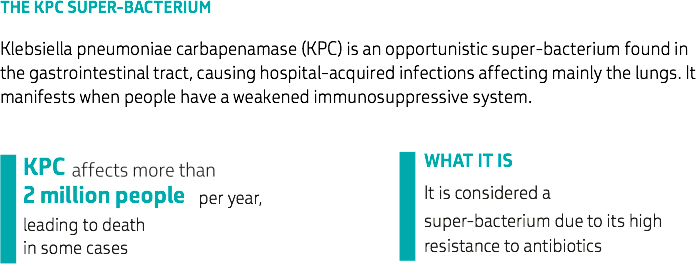 THE KPC SUPER-BACTERIUM
Klebsiella pneumoniae carbapenamase (KPC) is an opportunistic super-bacterium found in
the gastrointestinal tract, causing hospital-acquired infections affecting mainly the lungs. It
manifests when people have a weakened immunosuppressive system.
KPC affects more than
2 million people per year,
leading to death
in some cases
WHAT IT IS
It is considered a
super-bacterium due to its high
resistance to antibiotics